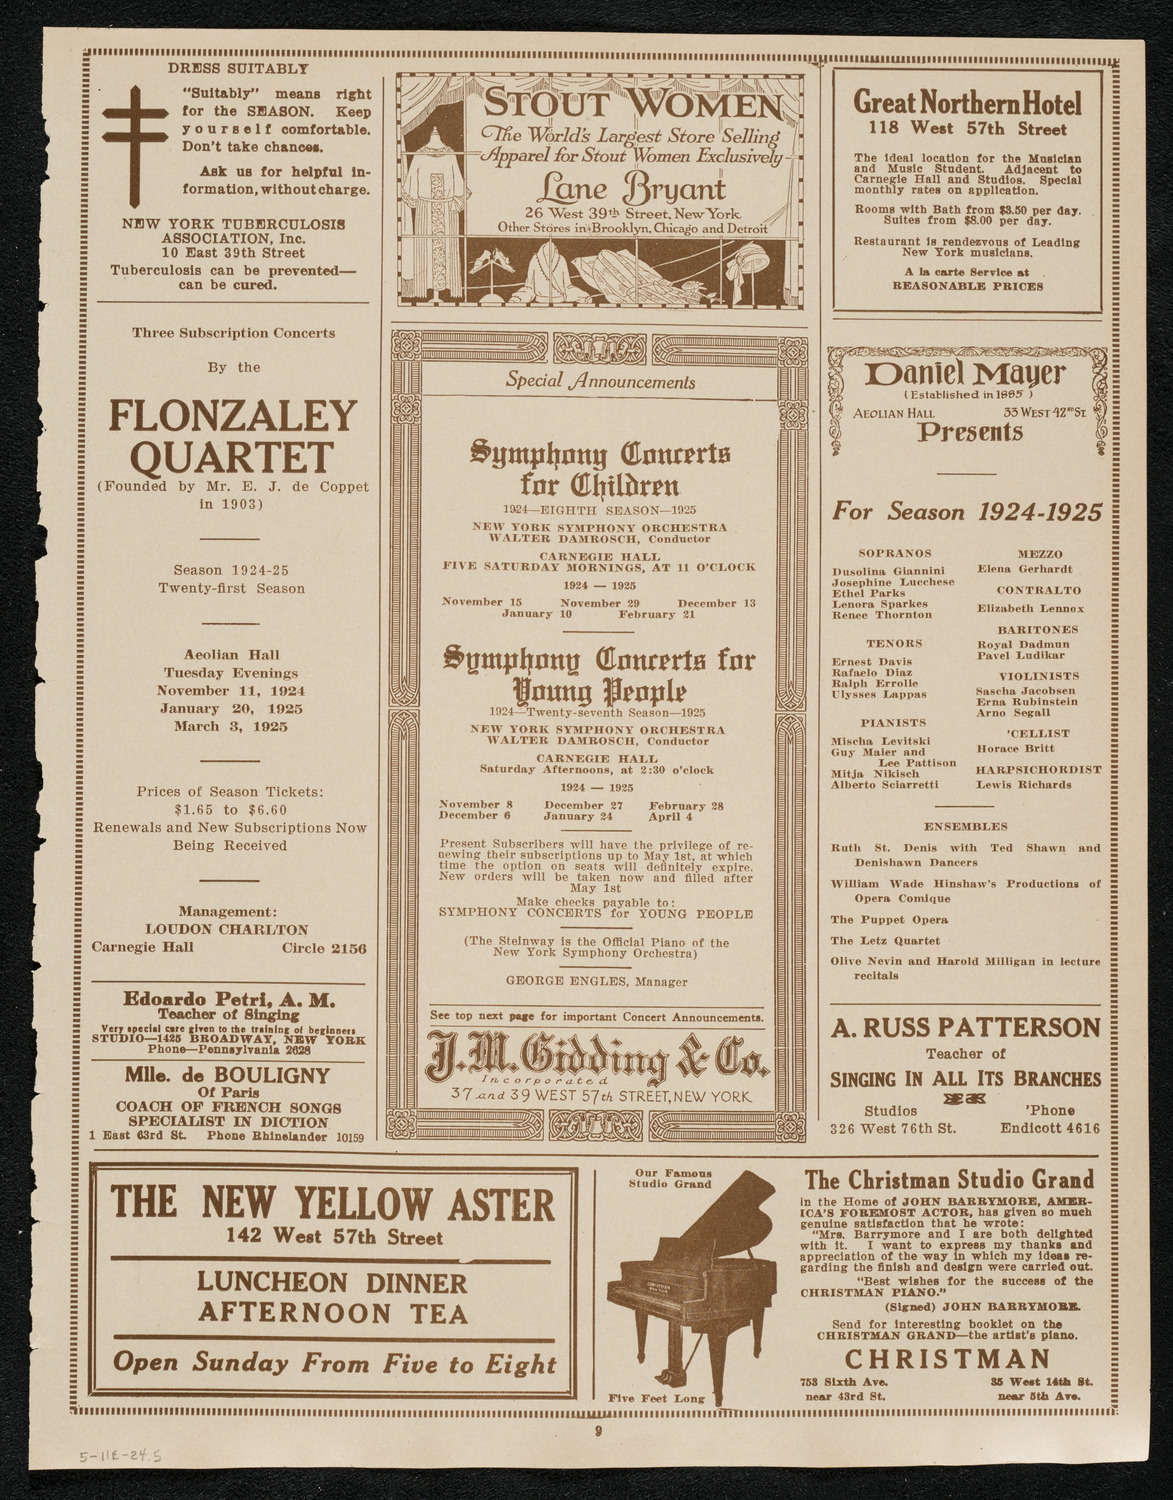 DRESS SUITABLY
"Suitably" means right
for the SEASON. Keep
yourself comfortable.
Don't take chances.
Ask us for helpful in-
formation, without charge.
NEW YORK TUBERCULOSIS
ASSOCIATION, Inc.
10 East 39th Street
Tuberculosis can be prevented—
can be cured.
Three Subscription Concerts
By the
FLONZALEY
QUARTET
(Founded by Mr. E. J. de Coppet
in 1903)
Season 1924-25
Twenty-first Season
Aeolian Hall
Tuesday Evenings
November 11, 1924
January 20, 1925
March 3, 1925
Prices of Season Tickets:
$1.65 to $6.60
Renewals and New Subscriptions Now
Being Received
Management:
LOUDON CHARLTON
Carnegie Hall Circle 2156
Edoardo Petri, A. M.
Teacher of Singing
Very special care given to the training of beginners
STUDIO—1425 BROADWAY, NEW YORK
Phone—Pennsylvania 2628
Mlle. de BOULIGNY
Of Paris
COACH OF FRENCH SONGS
SPECIALIST IN DICTION
1 East 63rd St. Phone Rhinelander 10159
STOUT WOMEN
The World's Largest Store Selling
Apparel for Stout Women Exclusively
Lane Bryant
26 West 39th Street, New York
Other Stores in Brooklyn, Chicago and Detroit
Special Announcements
Symphony Concerts
for Children
1924—EIGHTH SEASON—1925
NEW YORK SYMPHONY ORCHESTRA
WALTER DAMROSCH, Conductor
CARNEGIE HALL
FIVE SATURDAY MORNINGS, AT 11 O'CLOCK
1924 — 1925
November 15 November 29 December 13
January 10 February 21
Symphony Concerts for
Young People
1924—Twenty-seventh Season—1925
NEW YORK SYMPHONY ORCHESTRA
WALTER DAMROSCH, Conductor
CARNEGIE HALL
Saturday Afternoons, at 2:30 o'clock
1924 — 1925
November 8 December 27 February 28
December 6 January 24 April 4
Present Subscribers will have the privilege of re-
newing their subscriptions up to May 1st, at which
time the option on seats will definitely expire.
New orders will be taken now and filled after
May 1st
Make checks payable to:
SYMPHONY CONCERTS for YOUNG PEOPLE
(The Steinway is the Official Piano of the
New York Symphony Orchestra)
GEORGE ENGLES, Manager
See top next page for important Concert Announcements.
J. M. Gidding & Co.
Incorporated
37 and 39 WEST 57th STREET, NEW YORK
Great Northern Hotel
118 West 57th Street
The ideal location for the Musician
and Music Student. Adjacent to
Carnegie Hall and Studios. Special
monthly rates on application.
Rooms with Bath from $3.50 per day.
Suites from $8.00 per day.
Restaurant is rendezvous of Leading
New York musicians.
A la carte Service at
REASONABLE PRICES
Daniel Mayer
(Established in 1885)
AEOLIAN HALL 33 WEST 42ND ST.
Presents
For Season 1924-1925
SOPRANOS
Dusolina Giannini
Josephine Lucchese
Ethel Parks
Lenora Sparkes
Renee Thornton
TENORS
Ernest Davis
Rafaelo Diaz
Ralph Errolle
Ulysses Lappas
PIANISTS
Mischa Levitski
Guy Maier and
Lee Pattison
Mitja Nikisch
Alberto Sciarretti
MEZZO
Elena Gerhardt
CONTRALTO
Elizabeth Lennox
BARITONES
Royal Dadmun
Pavel Ludikar
VIOLINISTS
Sascha Jacobsen
Erna Rubinstein
Arno Segall
'CELLIST
Horace Britt
HARPSICHORDIST
Lewis Richards
ENSEMBLES
Ruth St. Denis with Ted Shawn and
Denishawn Dancers
William Wade Hinshaw's Productions of
Opera Comique
The Puppet Opera
The Letz Quartet
Olive Nevin and Harold Milligan in lecture
recitals
A. RUSS PATTERSON
Teacher of
SINGING IN ALL ITS BRANCHES
Studios 'Phone
326 West 76th St. Endicott 4616
THE NEW YELLOW ASTER
142 West 57th Street
LUNCHEON DINNER
AFTERNOON TEA
Open Sunday From Five to Eight
Our Famous
Studio Grand
Five Feet Long
The Christman Studio Grand
in the Home of JOHN BARRYMORE, AMER-
ICA'S FOREMOST ACTOR, has given so much
genuine satisfaction that he wrote:
"Mrs. Barrymore and I are both delighted
with it. I want to express my thanks and
appreciation of the way in which my ideas re-
garding the finish and design were carried out.
"Best wishes for the success of the
CHRISTMAN PIANO."
(Signed) JOHN BARRYMORE.
Send for interesting booklet on the
CHRISTMAN GRAND—the artist's piano.
CHRISTMAN
753 Sixth Ave. 35 West 14th St.
near 43rd St. near 5th Ave.
9
5-11E-24.5